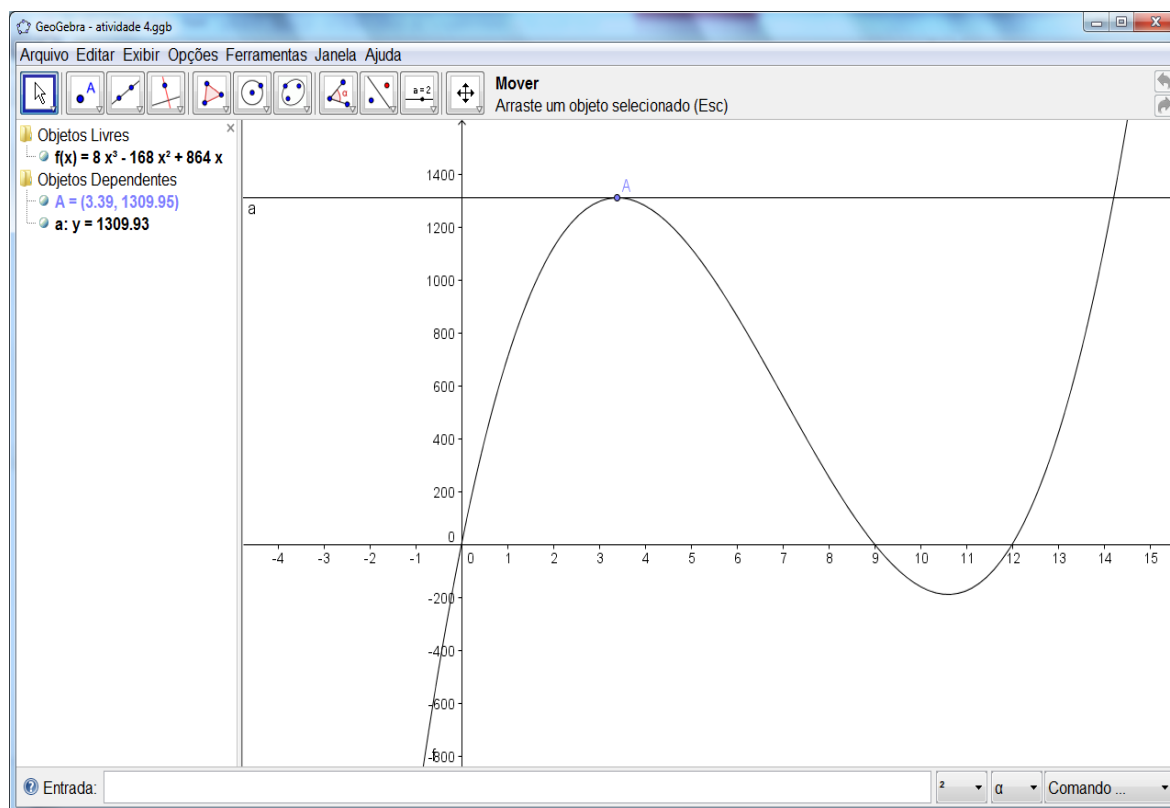 GeoGebra - atividade 4.ggb
Arquivo Editar Exibir Opções Ferramentas Janela Ajuda
A
α
a = 2
Mover
Arraste um objeto selecionado (Esc)
Objetos Livres
f(x) = 8 x³ - 168 x² + 864 x
Objetos Dependentes
A = (3.39, 1309.95)
a: y = 1309.93
1400
A
a
1200
1000
800
600
400
200
0
-4 -3 -2 -1 0 1 2 3 4 5 6 7 8 9 10 11 12 13 14 15
-200
-400
-600
f
-800
Entrada:
² α Comando ...